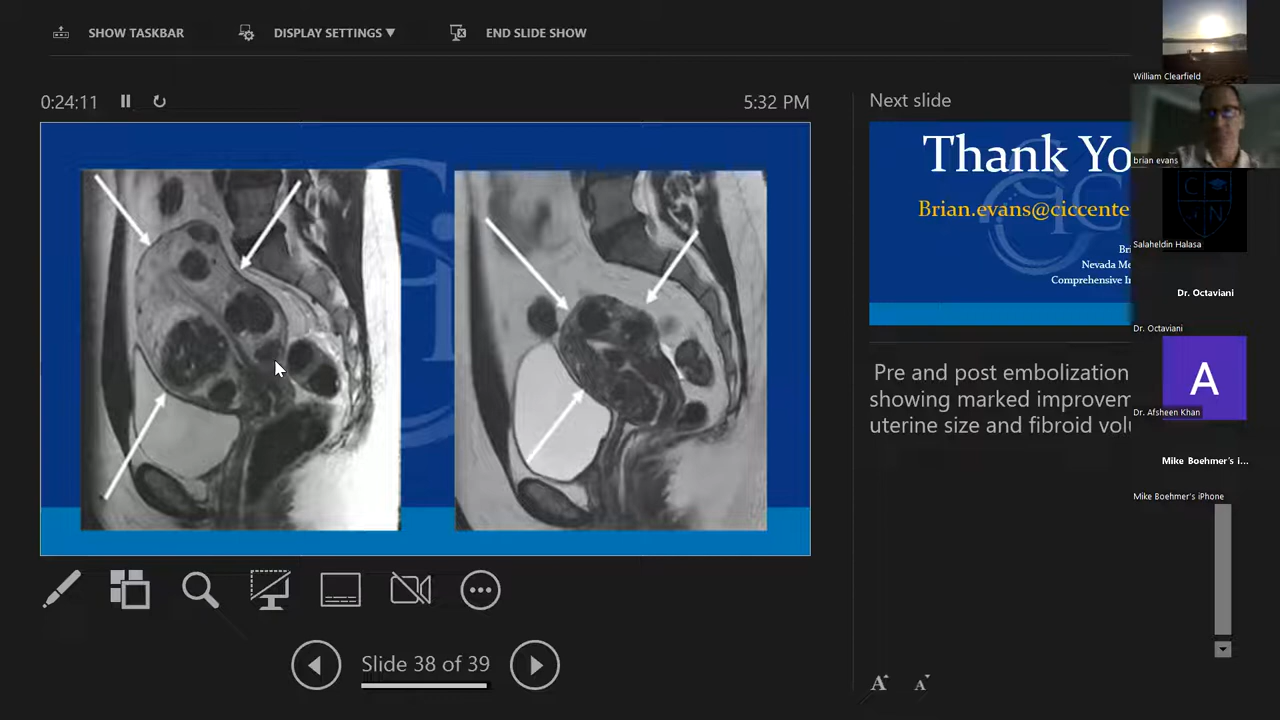 SHOW TASKBAR
DISPLAY SETTINGS ▼
END SLIDE SHOW
0:24:11
5:32 PM
Next slide
Thank Yo
Brian.evans@ciccente
Bri
Nevada Me
Comprehensive In
Pre and post embolization
showing marked improvem
uterine size and fibroid volu
Slide 38 of 39
A A
William Clearfield
brian evans
C
N
Salaheldin Halasa
Dr. Octaviani
Dr. Octaviani
A
Dr. Afsheen Khan
Mike Boehmer's i...
Mike Boehmer's iPhone